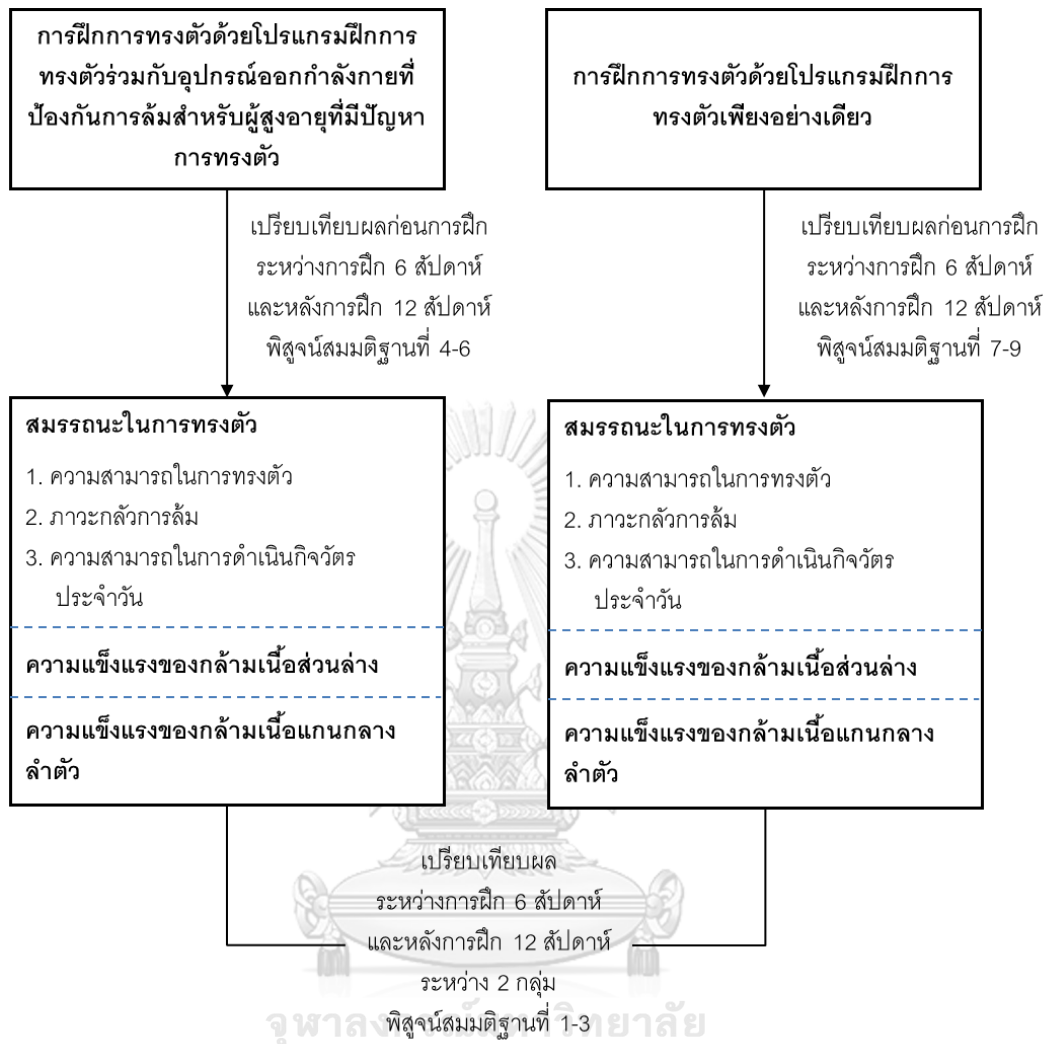 การฝึกการทรงตัวด้วยโปรแกรมฝึกการ
ทรงตัวร่วมกับอุปกรณ์ออกกำลังกายที่
ป้องกันการล้มสำหรับผู้สูงอายุที่มีปัญหา
การทรงตัว
การฝึกการทรงตัวด้วยโปรแกรมฝึกการ
ทรงตัวเพียงอย่างเดียว
เปรียบเทียบผลก่อนการฝึก
ระหว่างการฝึก 6 สัปดาห์
และหลังการฝึก 12 สัปดาห์
พิสูจน์สมมติฐานที่ 4-6
เปรียบเทียบผลก่อนการฝึก
ระหว่างการฝึก 6 สัปดาห์
และหลังการฝึก 12 สัปดาห์
พิสูจน์สมมติฐานที่ 7-9
สมรรถนะในการทรงตัว
1. ความสามารถในการทรงตัว
2. ภาวะกลัวการล้ม
3. ความสามารถในการดำเนินกิจวัตร
ประจำวัน
ความแข็งแรงของกล้ามเนื้อส่วนล่าง
ความแข็งแรงของกล้ามเนื้อแกนกลาง
ลำตัว
สมรรถนะในการทรงตัว
1. ความสามารถในการทรงตัว
2. ภาวะกลัวการล้ม
3. ความสามารถในการดำเนินกิจวัตร
ประจำวัน
ความแข็งแรงของกล้ามเนื้อส่วนล่าง
ความแข็งแรงของกล้ามเนื้อแกนกลาง
ลำตัว
เปรียบเทียบผล
ระหว่างการฝึก 6 สัปดาห์
และหลังการฝึก 12 สัปดาห์
ระหว่าง 2 กลุ่ม
พิสูจน์สมมติฐานที่ 1-3
จุฬาลงกรณ์มหาวิทยาลัย